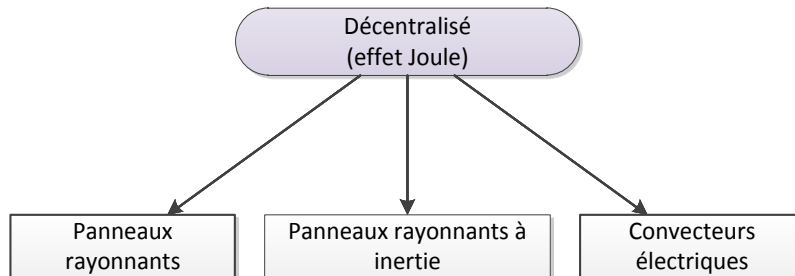 Décentralisé
(effet Joule)
Panneaux
rayonnants
Panneaux rayonnants à
inertie
Convecteurs
électriques